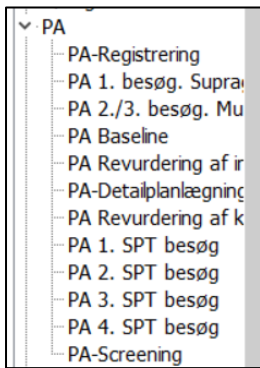 PA
PA-Registrering
PA 1. besøg. Supra
PA 2./3. besøg. Mu
PA Baseline
PA Revurdering af
PA-Detailplanlægning
PA Revurdering af k
PA 1. SPT besøg
PA 2. SPT besøg
PA 3. SPT besøg
PA 4. SPT besøg
PA-Screening